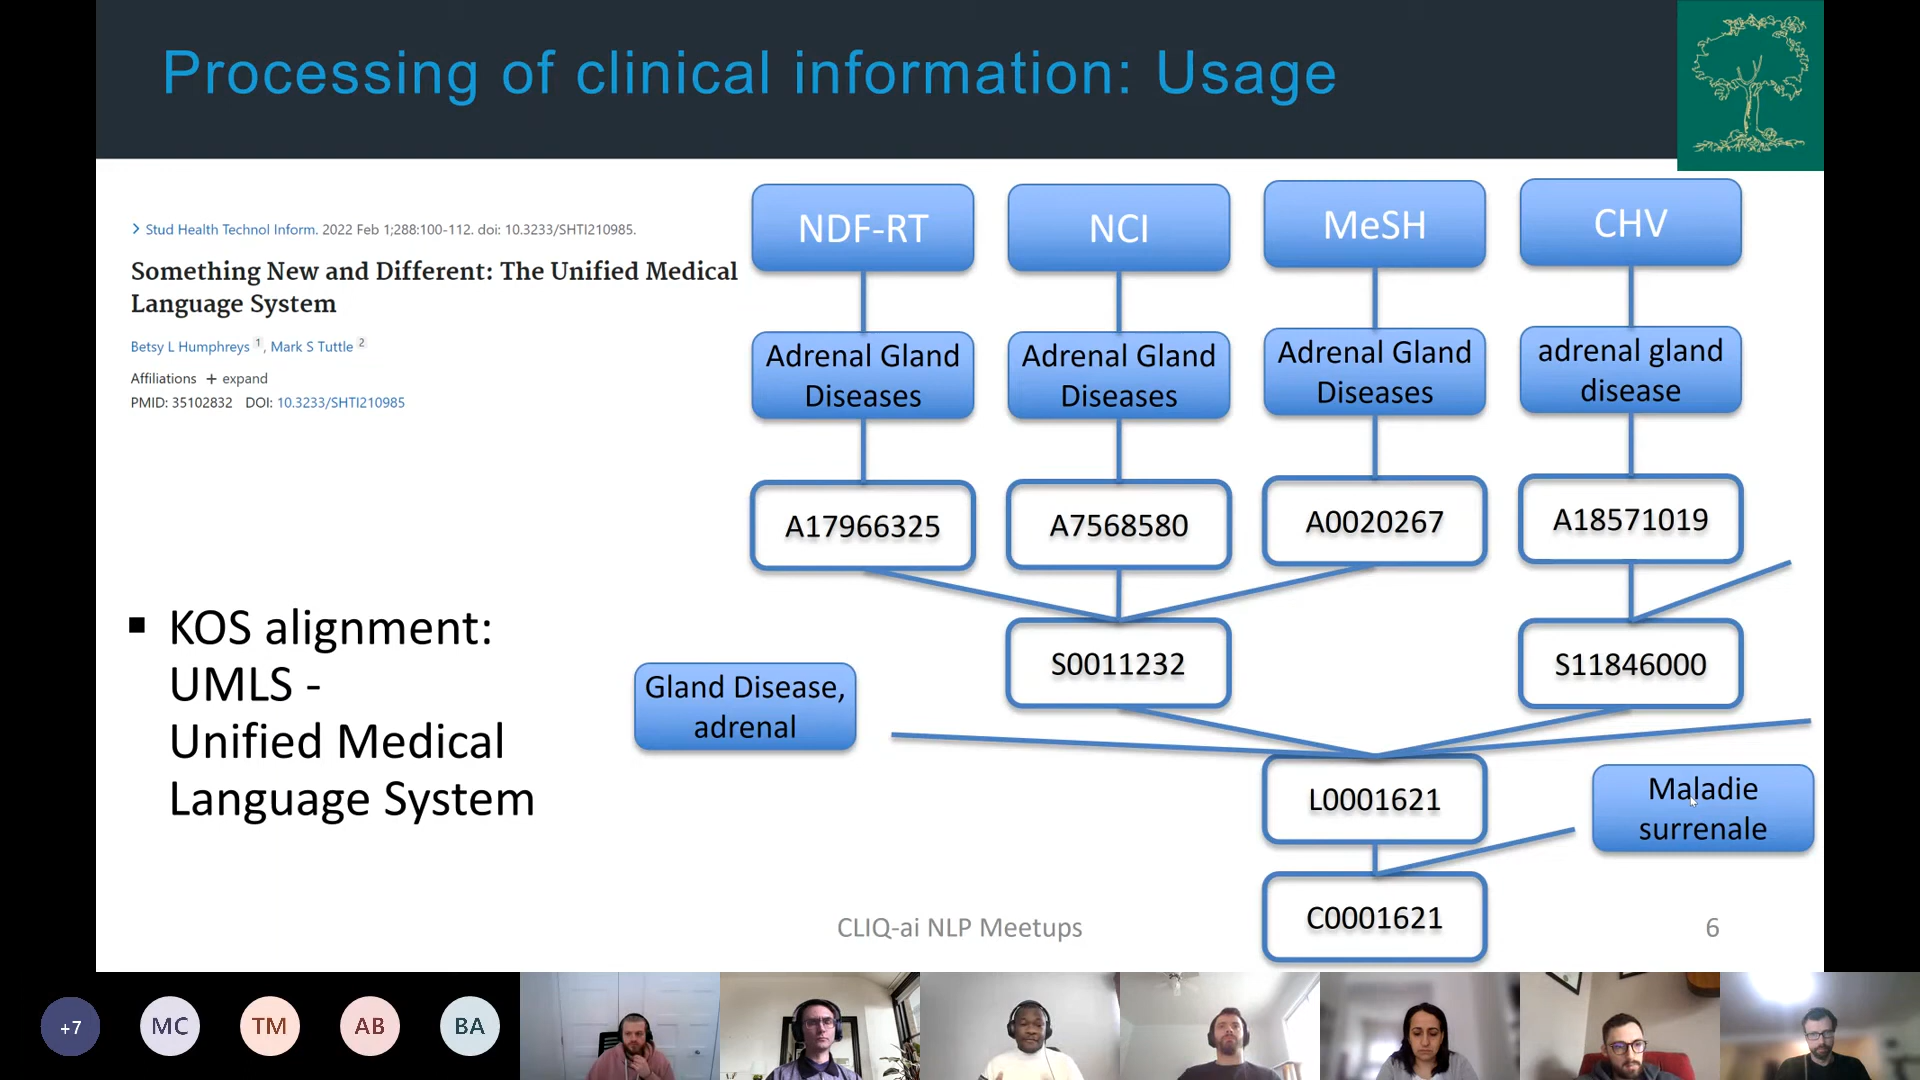 Processing of clinical information: Usage
> Stud Health Technol Inform. 2022 Feb 1;288:100-112. doi: 10.3233/SHTI210985.
Something New and Different: The Unified Medical
Language System
Betsy L Humphreys 1, Mark S Tuttle 2
Affiliations + expand
PMID: 35102832 DOI: 10.3233/SHTI210985
▪ KOS alignment:
UMLS -
Unified Medical
Language System
NDF-RT
NCI
MeSH
CHV
Adrenal Gland
Diseases
Adrenal Gland
Diseases
Adrenal Gland
Diseases
adrenal gland
disease
A17966325
A7568580
A0020267
A18571019
S0011232
S11846000
Gland Disease,
adrenal
L0001621
Maladie
surrenale
C0001621
CLIQ-ai NLP Meetups
6
+7
MC
TM
AB
BA